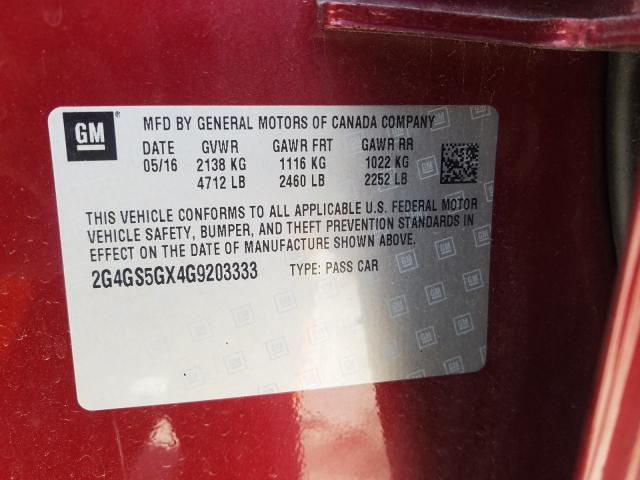 GM
MFD BY GENERAL MOTORS OF CANADA COMPANY
DATE GVWR GAWR FRT GAWR RR
05/16 2138 KG 1116 KG 1022 KG
4712 LB 2460 LB 2252 LB
THIS VEHICLE CONFORMS TO ALL APPLICABLE U.S. FEDERAL MOTOR
VEHICLE SAFETY, BUMPER, AND THEFT PREVENTION STANDARDS IN
EFFECT ON THE DATE OF MANUFACTURE SHOWN ABOVE.
2G4GS5GX4G9203333 TYPE: PASS CAR